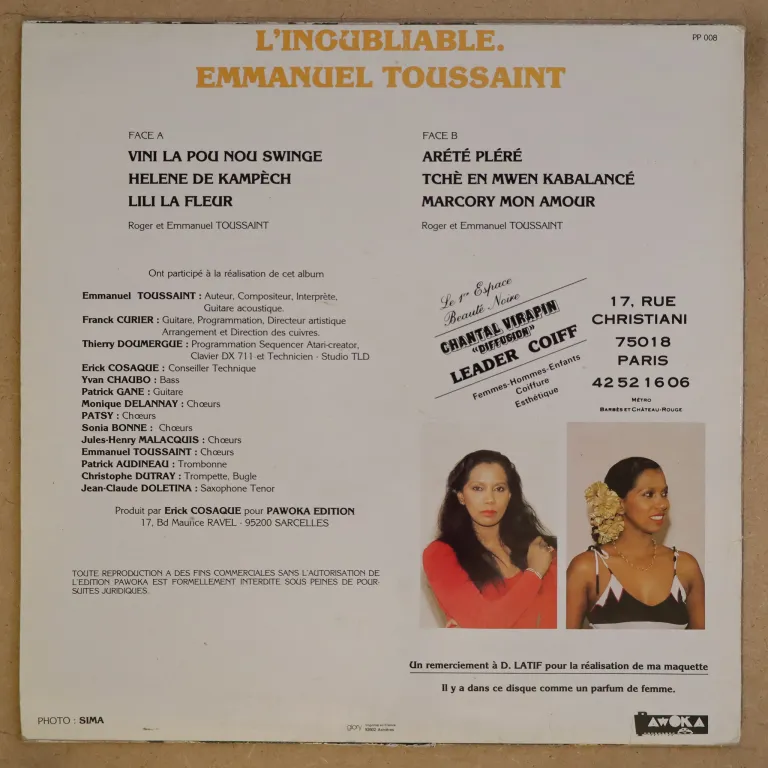 L'INOUBLIABLE.
EMMANUEL TOUSSAINT
PP 008
FACE A
VINI LA POU NOU SWINGE
HELENE DE KAMPÈCH
LILI LA FLEUR
Roger et Emmanuel TOUSSAINT
FACE B
ARÉTÉ PLÉRÉ
TCHÈ EN MWEN KABALANCÉ
MARCORY MON AMOUR
Roger et Emmanuel TOUSSAINT
Ont participé à la réalisation de cet album
Emmanuel TOUSSAINT : Auteur, Compositeur, Interprète,
Guitare acoustique.
Franck CURIER : Guitare, Programmation, Directeur artistique
Arrangement et Direction des cuivres.
Thierry DOUMERGUE : Programmation Sequencer Atari-creator,
Clavier DX 711 et Technicien - Studio TLD
Erick COSAQUE : Conseiller Technique
Yvan CHAUBO : Bass
Patrick GANE : Guitare
Monique DELANNAY : Chœurs
PATSY : Chœurs
Sonia BONNE : Chœurs
Jules-Henry MALACQUIS : Chœurs
Emmanuel TOUSSAINT : Chœurs
Patrick AUDINEAU : Trombonne
Christophe DUTRAY : Trompette, Bugle
Jean-Claude DOLETINA : Saxophone Tenor
Produit par Erick COSAQUE pour PAWOKA EDITION
17, Bd Maurice RAVEL - 95200 SARCELLES
TOUTE REPRODUCTION A DES FINS COMMERCIALES SANS L'AUTORISATION DE
L'EDITION PAWOKA EST FORMELLEMENT INTERDITE SOUS PEINES DE POUR-
SUITES JURIDIQUES.
Le 1er Espace
Beauté Noire
CHANTAL VIRAPIN
"DIFFUSION"
LEADER COIFF
Femmes-Hommes-Enfants
Coiffure
Esthétique
17, RUE
CHRISTIANI
75018
PARIS
42 52 16 06
MÉTRO
BARBÈS ET CHÂTEAU-ROUGE
Un remerciement à D. LATIF pour la réalisation de ma maquette
Il y a dans ce disque comme un parfum de femme.
PHOTO : SIMA
glory
PAWOKA